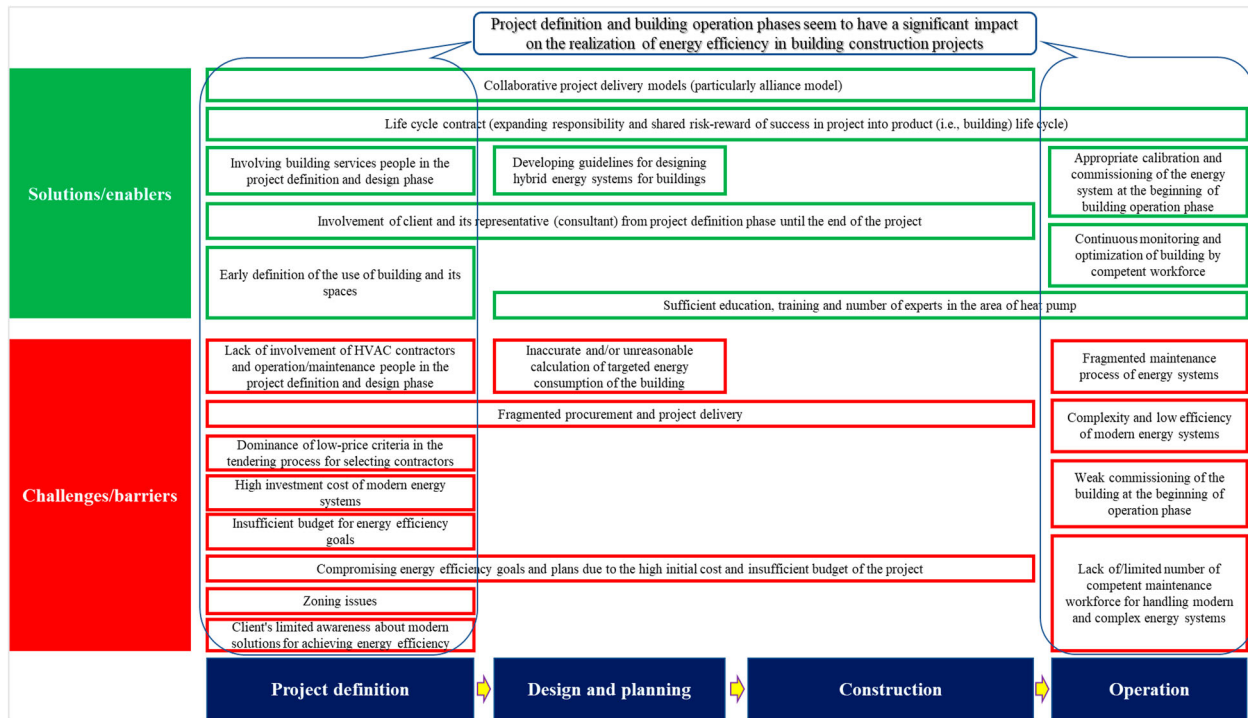 Project definition and building operation phases seem to have a significant impact
on the realization of energy efficiency in building construction projects
Solutions/enablers
Collaborative project delivery models (particularly alliance model)
Life cycle contract (expanding responsibility and shared risk-reward of success in project into product (i.e., building) life cycle)
Involving building services people in the
project definition and design phase
Developing guidelines for designing
hybrid energy systems for buildings
Appropriate calibration and
commissioning of the energy
system at the beginning of
building operation phase
Involvement of client and its representative (consultant) from project definition phase until the end of the project
Continuous monitoring and
optimization of building by
competent workforce
Early definition of the use of building and its
spaces
Sufficient education, training and number of experts in the area of heat pump
Challenges/barriers
Lack of involvement of HVAC contractors
and operation/maintenance people in the
project definition and design phase
Inaccurate and/or unreasonable
calculation of targeted energy
consumption of the building
Fragmented maintenance
process of energy systems
Fragmented procurement and project delivery
Complexity and low efficiency
of modern energy systems
Dominance of low-price criteria in the
tendering process for selecting contractors
High investment cost of modern energy
systems
Weak commissioning of the
building at the beginning of
operation phase
Insufficient budget for energy efficiency
goals
Compromising energy efficiency goals and plans due to the high initial cost and insufficient budget of the project
Lack of/limited number of
competent maintenance
workforce for handling modern
and complex energy systems
Zoning issues
Client's limited awareness about modern
solutions for achieving energy efficiency
Project definition
Design and planning
Construction
Operation